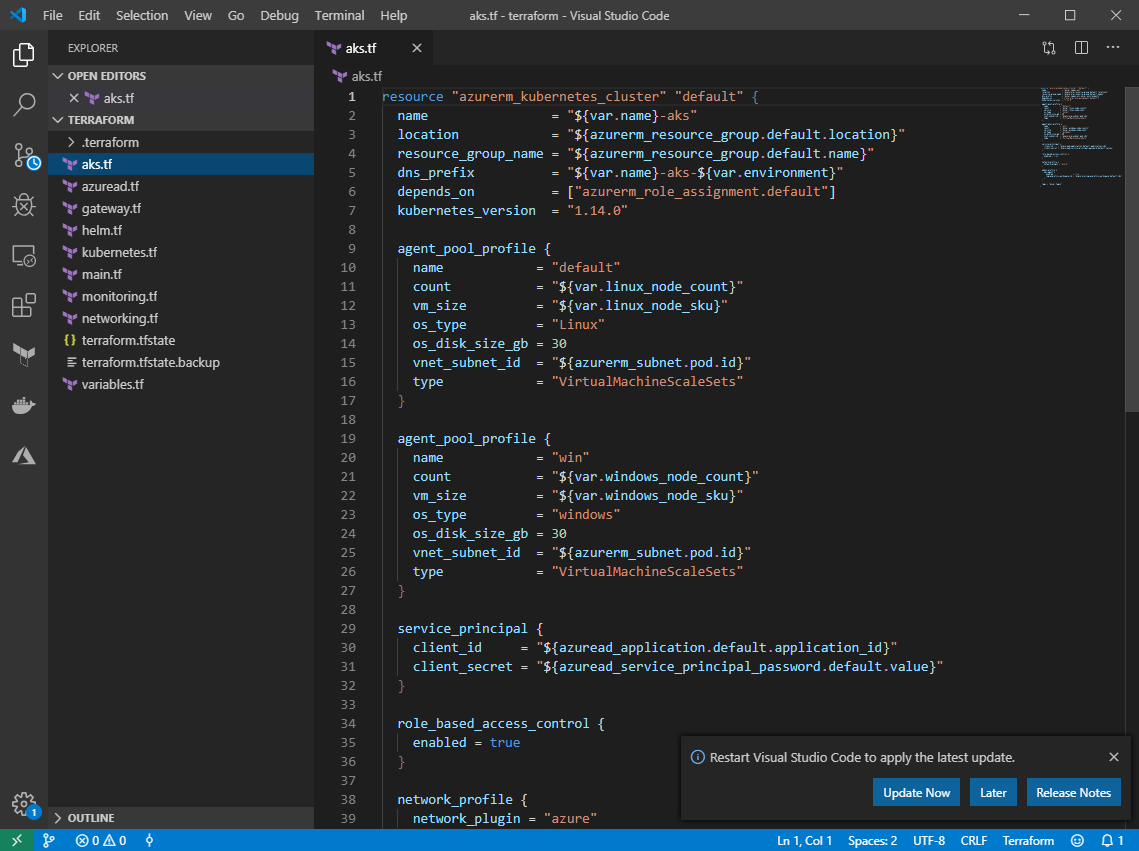 File Edit Selection View Go Debug Terminal Help aks.tf - terraform - Visual Studio Code
EXPLORER
OPEN EDITORS
aks.tf
TERRAFORM
.terraform
aks.tf
azuread.tf
gateway.tf
helm.tf
kubernetes.tf
main.tf
monitoring.tf
networking.tf
{} terraform.tfstate
terraform.tfstate.backup
variables.tf
OUTLINE
aks.tf
aks.tf
1 resource "azurerm_kubernetes_cluster" "default" {
2 name = "${var.name}-aks"
3 location = "${azurerm_resource_group.default.location}"
4 resource_group_name = "${azurerm_resource_group.default.name}"
5 dns_prefix = "${var.name}-aks-${var.environment}"
6 depends_on = ["azurerm_role_assignment.default"]
7 kubernetes_version = "1.14.0"
8
9 agent_pool_profile {
10 name = "default"
11 count = "${var.linux_node_count}"
12 vm_size = "${var.linux_node_sku}"
13 os_type = "Linux"
14 os_disk_size_gb = 30
15 vnet_subnet_id = "${azurerm_subnet.pod.id}"
16 type = "VirtualMachineScaleSets"
17 }
18
19 agent_pool_profile {
20 name = "win"
21 count = "${var.windows_node_count}"
22 vm_size = "${var.windows_node_sku}"
23 os_type = "windows"
24 os_disk_size_gb = 30
25 vnet_subnet_id = "${azurerm_subnet.pod.id}"
26 type = "VirtualMachineScaleSets"
27 }
28
29 service_principal {
30 client_id = "${azuread_application.default.application_id}"
31 client_secret = "${azuread_service_principal_password.default.value}"
32 }
33
34 role_based_access_control {
35 enabled = true
36 }
37
38 network_profile {
39 network_plugin = "azure"
Restart Visual Studio Code to apply the latest update.
Update Now Later Release Notes
1
0 0 Ln 1, Col 1 Spaces: 2 UTF-8 CRLF Terraform 1